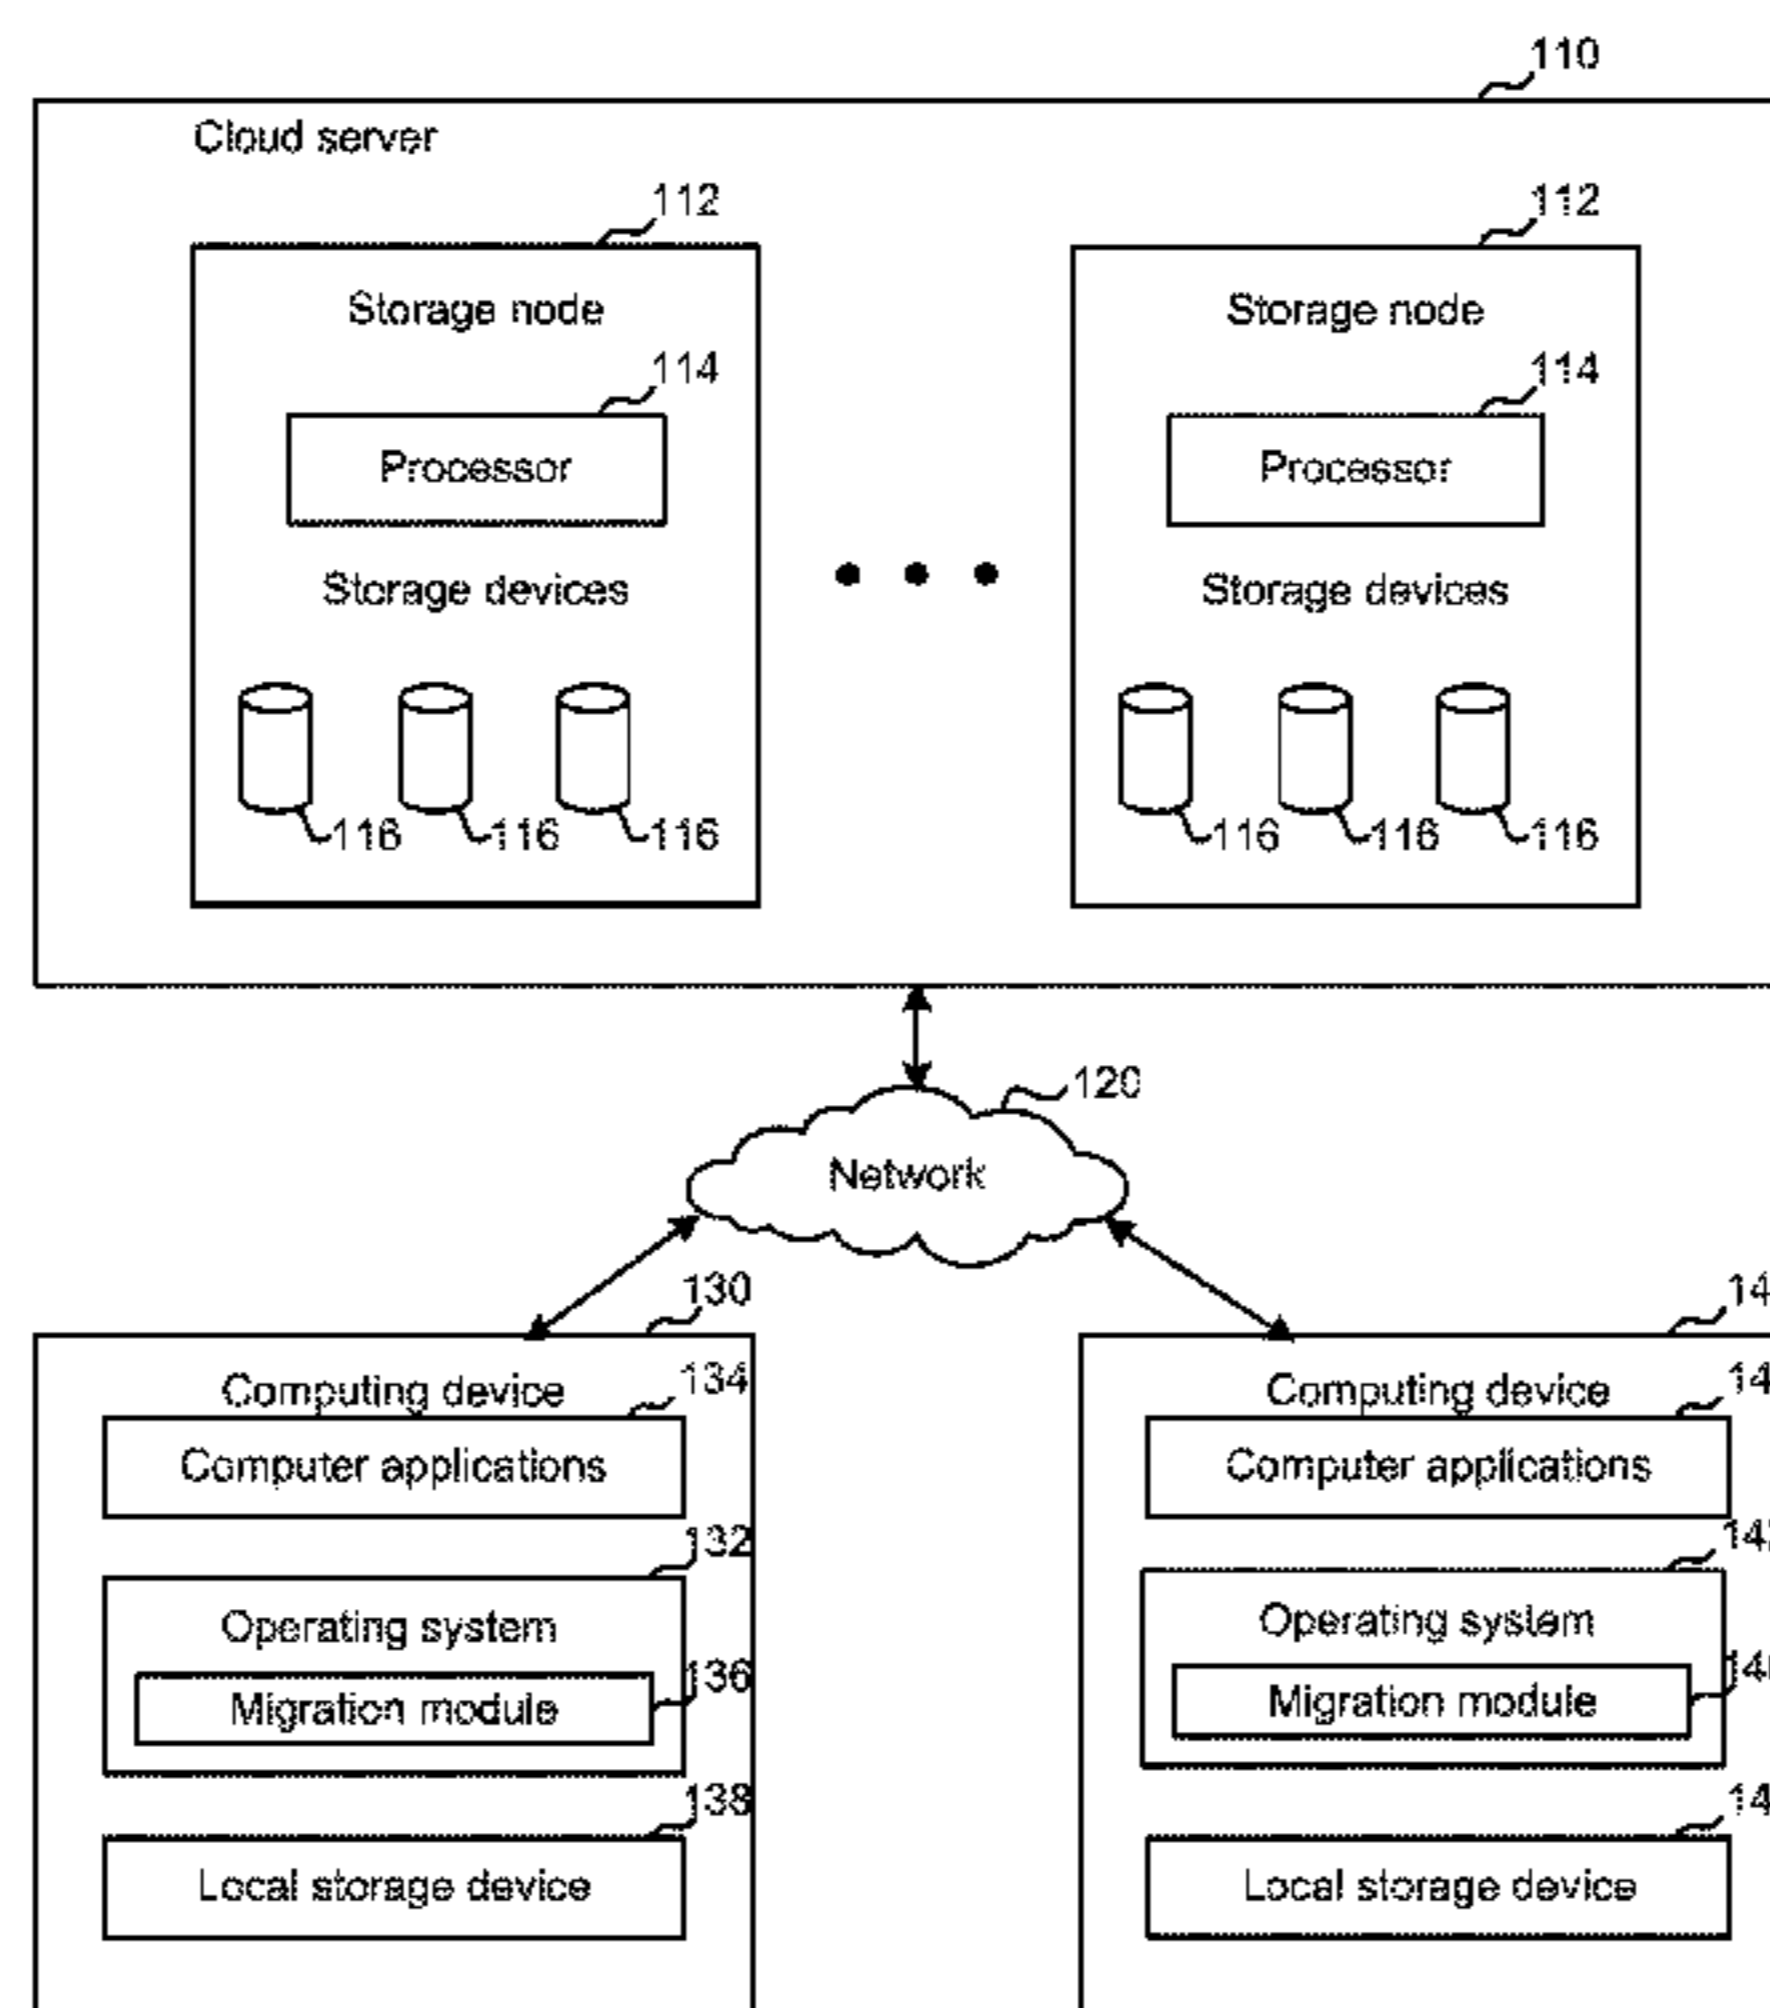 110
Cloud server
112
112
Storage node
Storage node
114
114
Processor
Processor
Storage devices
Storage devices
116 116 116
116 116 116
120
Network
130
Computing device
134
Computing device
Computer applications
Computer applications
132
Operating system
Operating system
136
Migration module
Migration module
138
Local storage device
Local storage device